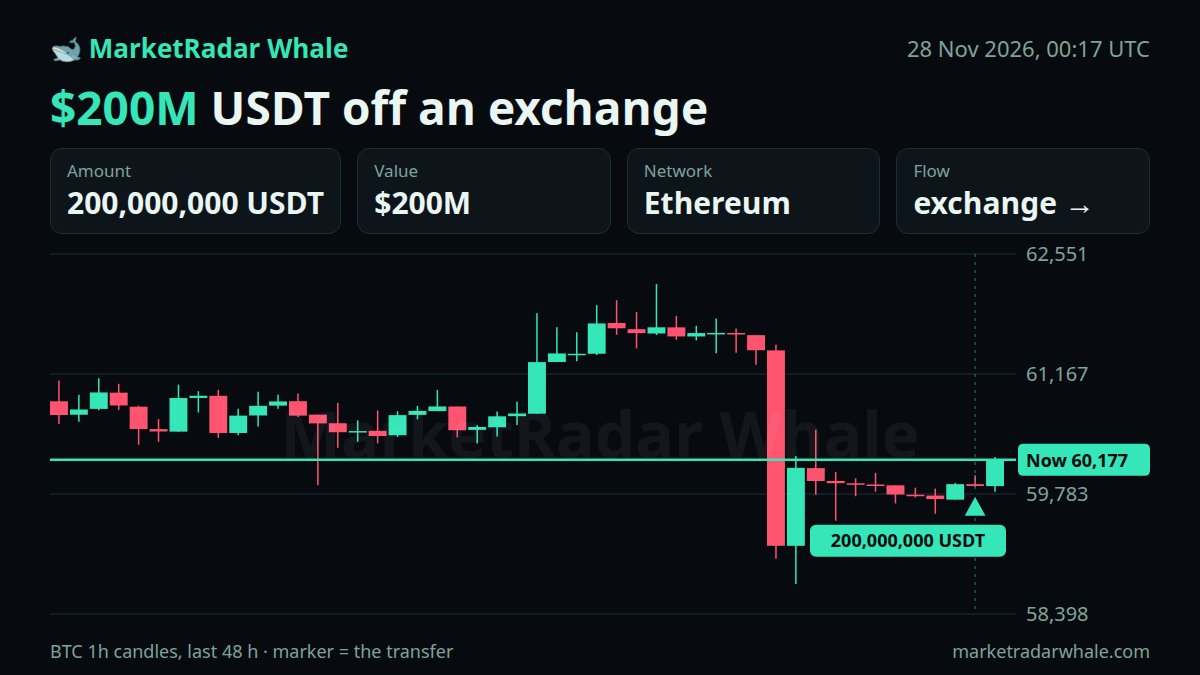 🐋 MarketRadar Whale
28 Nov 2026, 00:17 UTC
$200M USDT off an exchange
Amount
200,000,000 USDT
Value
$200M
Network
Ethereum
Flow
exchange →
62,551
61,167
MarketRadar Whale
Now 60,177
59,783
200,000,000 USDT
58,398
BTC 1h candles, last 48 h · marker = the transfer
marketradarwhale.com